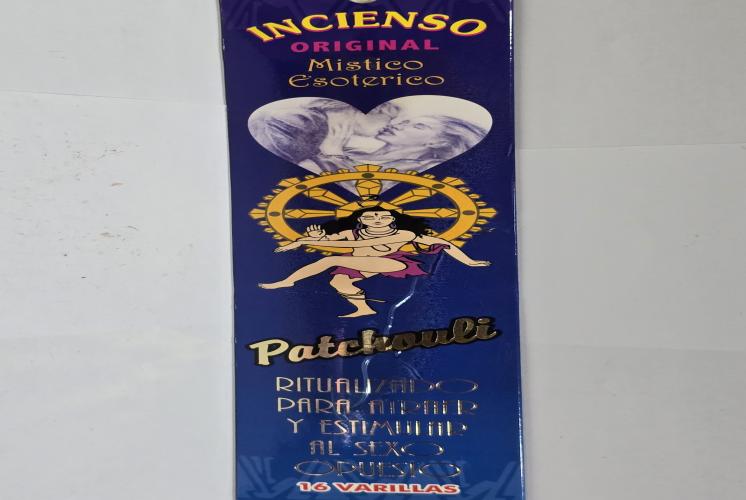 INCIENSO
ORIGINAL
Mistico
Esoterico
Patchouli
RITUALIZADO
PARA ATRAER
Y ESTIMULAR
AL SEXO
OPUESTO
16 VARILLAS